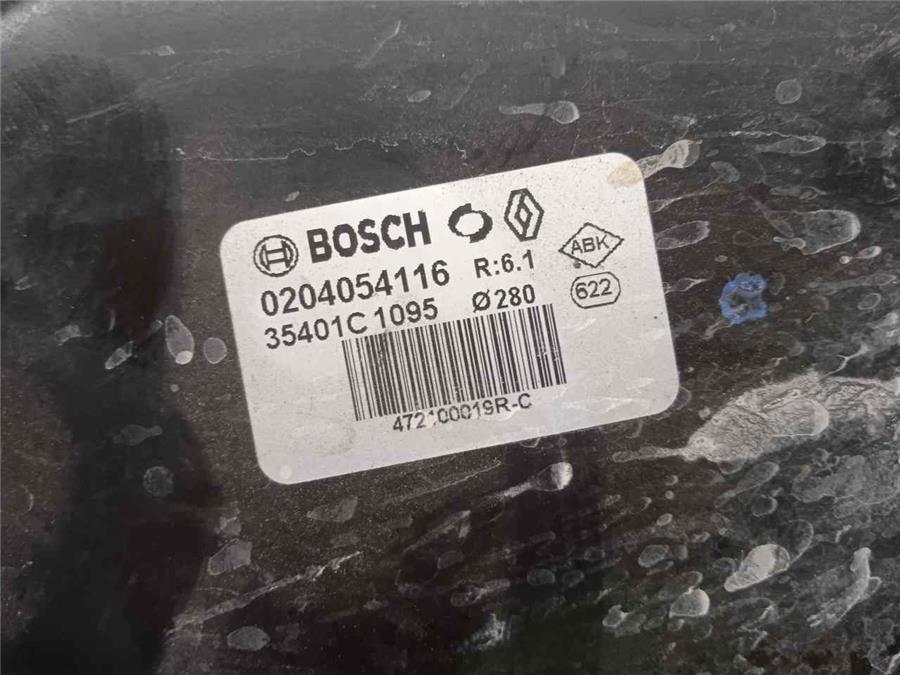 BOSCH
0204054116 R:6.1
35401C 1095 Ø280
ABK
622
472100019R-C